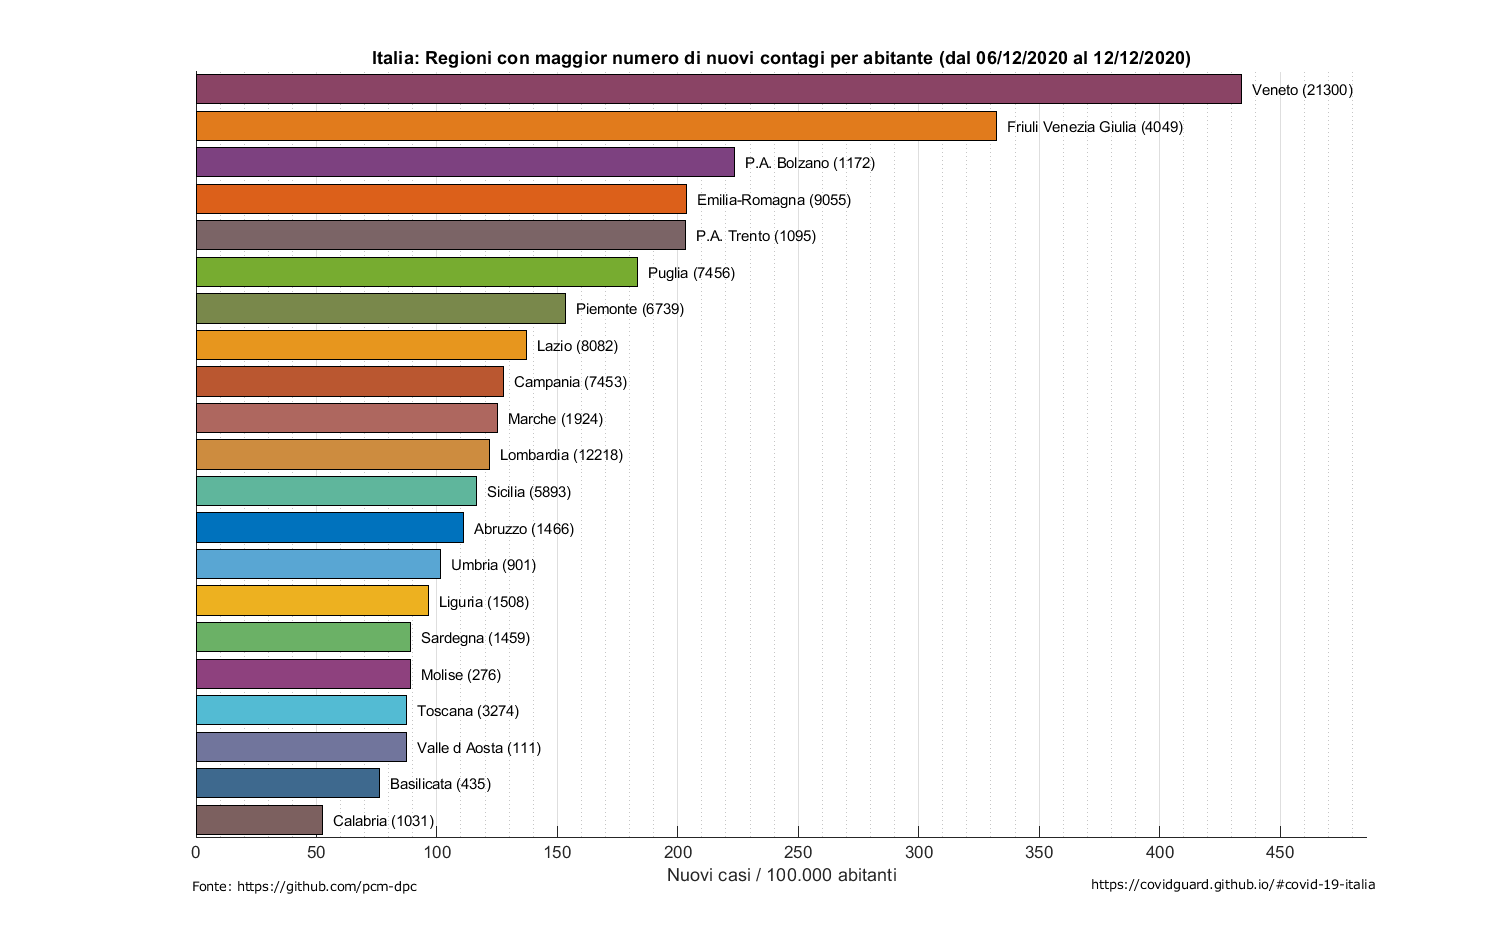 Italia: Regioni con maggior numero di nuovi contagi per abitante (dal 06/12/2020 al 12/12/2020)
Veneto (21300)
Friuli Venezia Giulia (4049)
P.A. Bolzano (1172)
Emilia-Romagna (9055)
P.A. Trento (1095)
Puglia (7456)
Piemonte (6739)
Lazio (8082)
Campania (7453)
Marche (1924)
Lombardia (12218)
Sicilia (5893)
Abruzzo (1466)
Umbria (901)
Liguria (1508)
Sardegna (1459)
Molise (276)
Toscana (3274)
Valle d Aosta (111)
Basilicata (435)
Calabria (1031)
0 50 100 150 200 250 300 350 400 450
Nuovi casi / 100.000 abitanti
Fonte: https://github.com/pcm-dpc
https://covidguard.github.io/#covid-19-italia